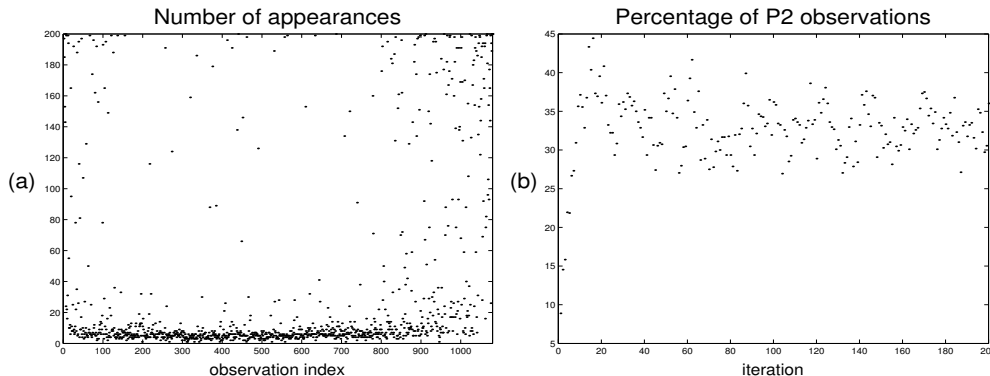 Number of appearances
200
180
160
140
120
100
80
60
40
20
0
0 100 200 300 400 500 600 700 800 900 1000
observation index
(a)
Percentage of P2 observations
45
40
35
30
25
20
15
10
5
0 20 40 60 80 100 120 140 160 180 200
iteration
(b)